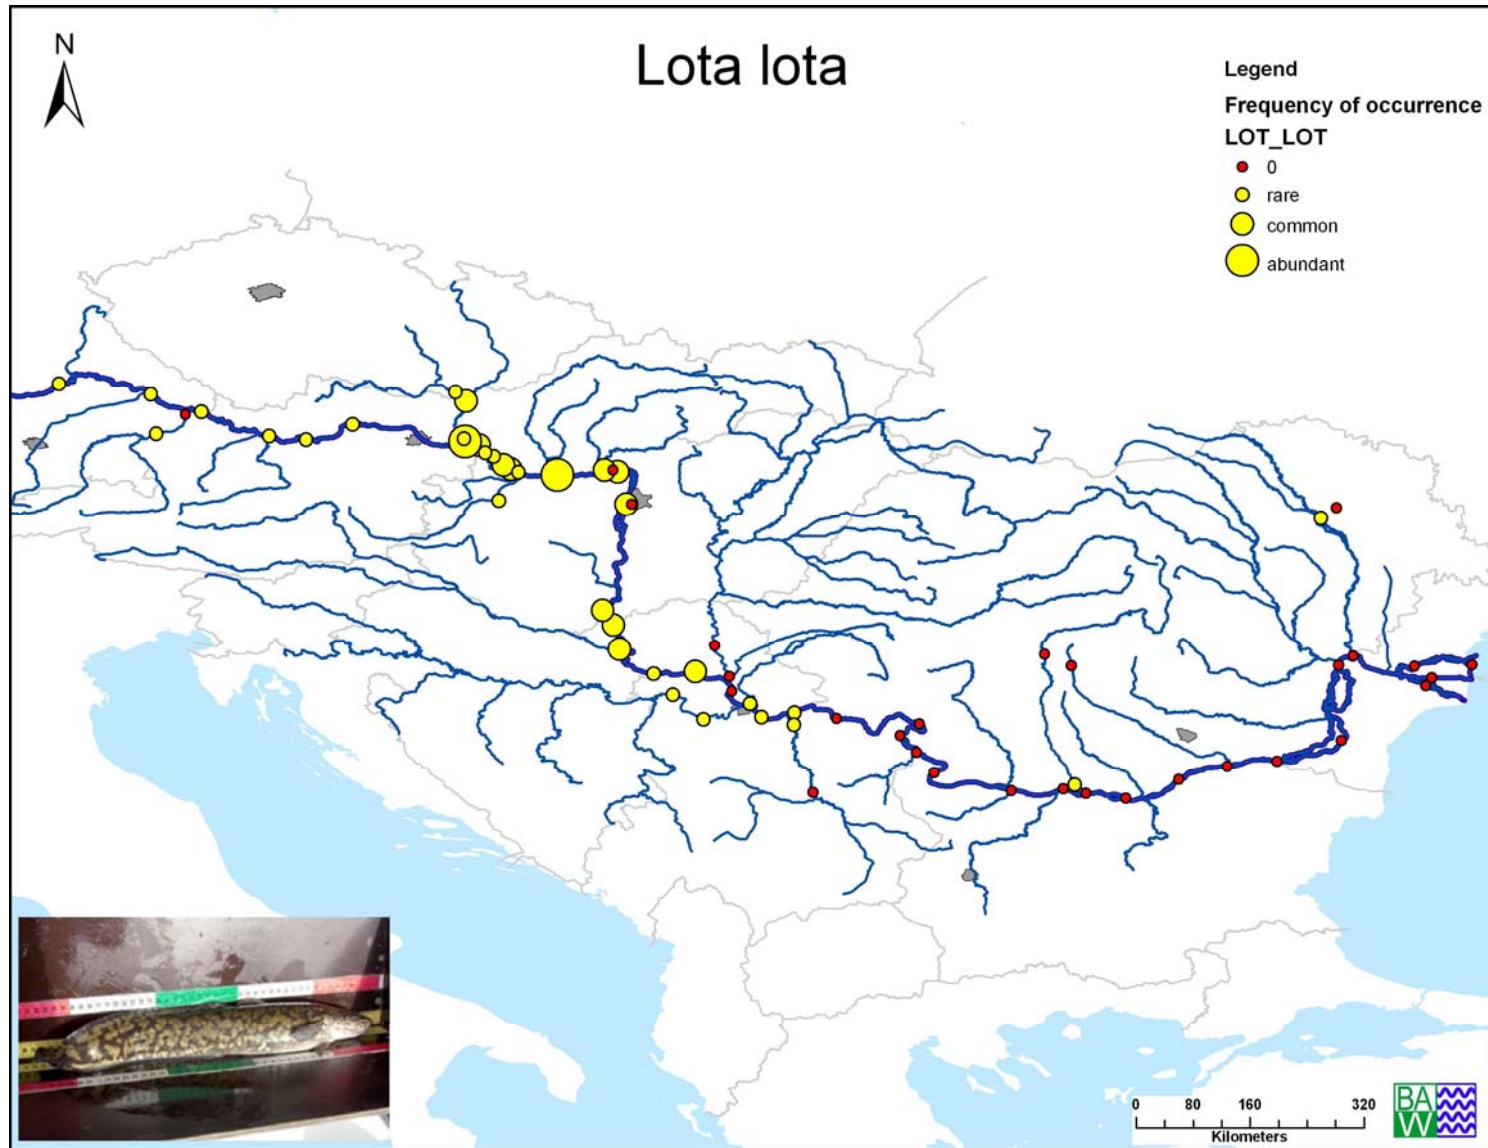 N
Lota lota
Legend
Frequency of occurrence
LOT_LOT
0
rare
common
abundant
0 80 160 320
Kilometers
BA
W